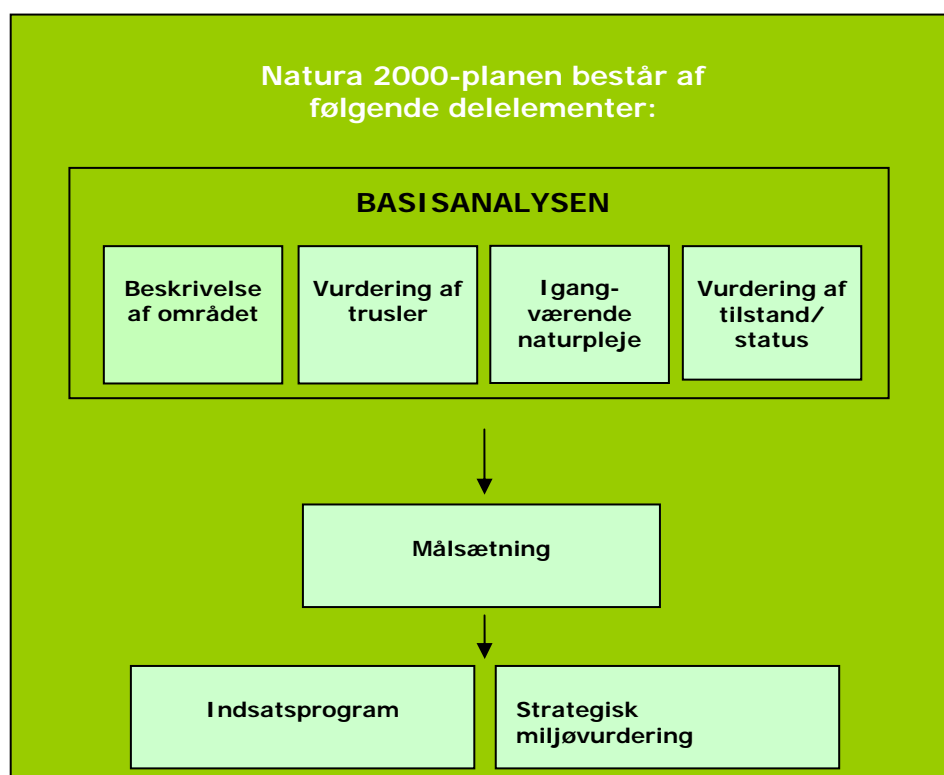 Natura 2000-planen består af
følgende delelementer:
BASISANALYSEN
Beskrivelse
af området
Vurdering af
trusler
Igang-
værende
naturpleje
Vurdering af
tilstand/
status
Målsætning
Indsatsprogram
Strategisk
miljøvurdering